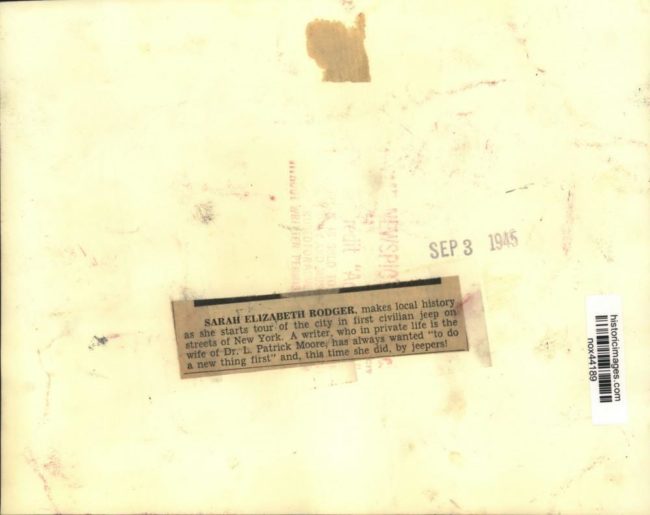 SEP 3 1945
SARAH ELIZABETH RODGER, makes local history
as she starts tour of the city in first civilian jeep on
streets of New York. A writer, who in private life is the
wife of Dr. L. Patrick Moore, has always wanted "to do
a new thing first" and, this time she did, by jeepers!
historicimages.com
nox44189